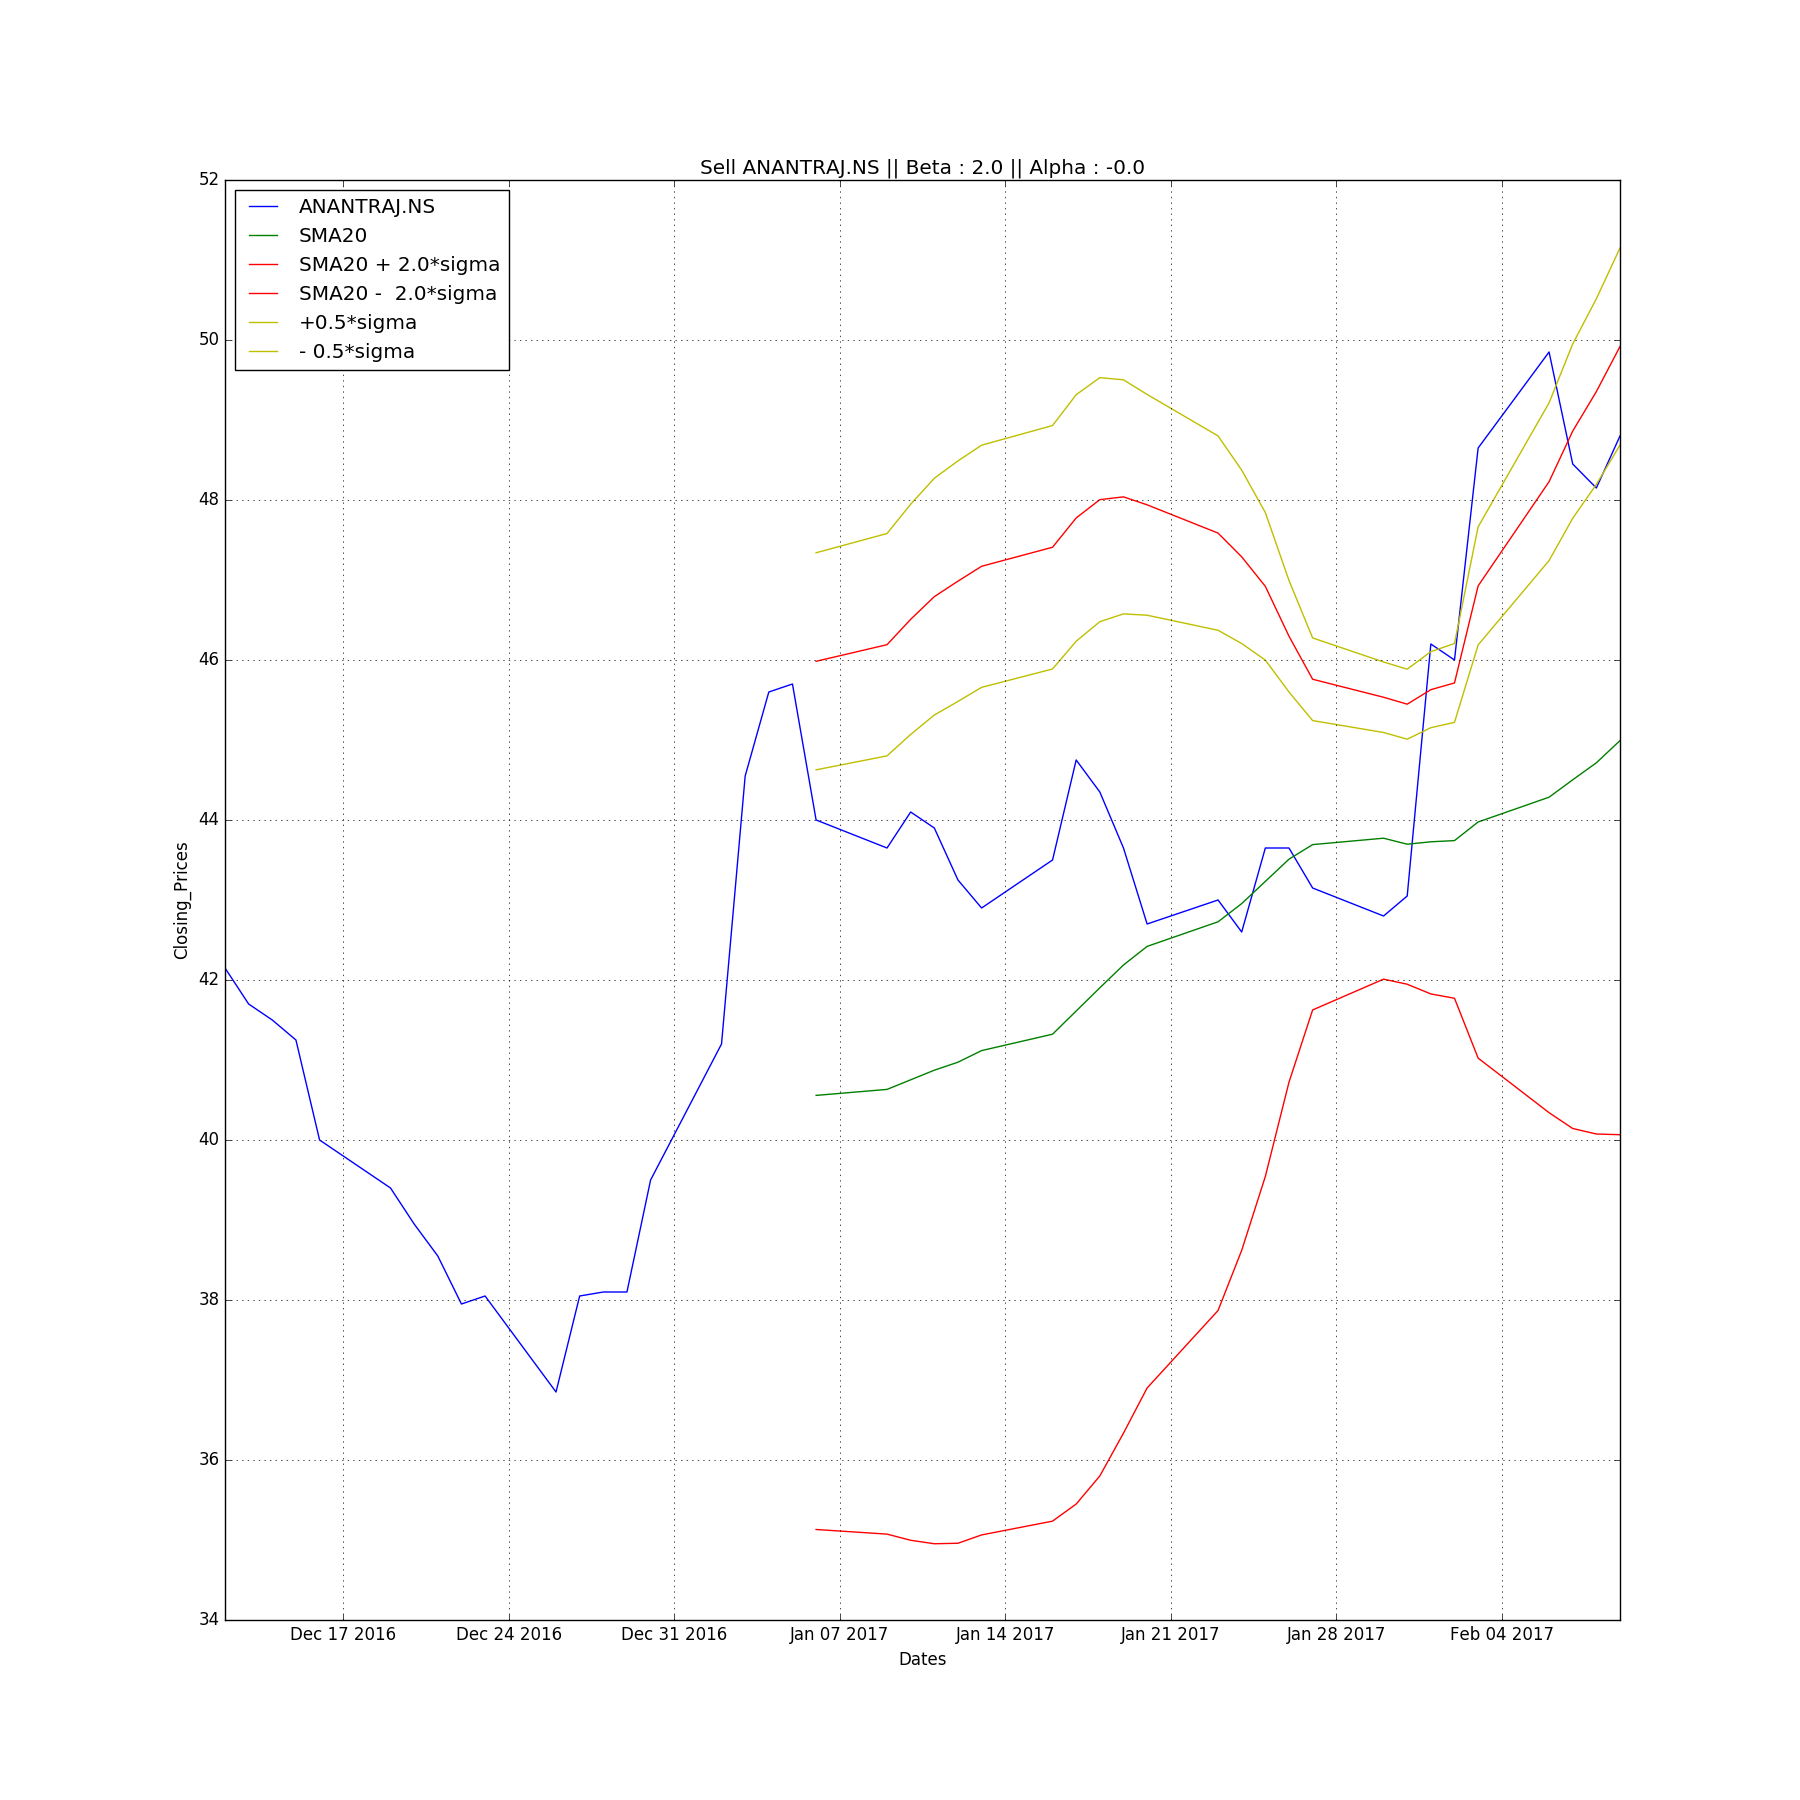 Sell ANANTRAJ.NS || Beta : 2.0 || Alpha : -0.0
52
50
48
46
44
42
40
38
36
34
ANANTRAJ.NS
SMA20
SMA20 + 2.0*sigma
SMA20 -  2.0*sigma
+0.5*sigma
- 0.5*sigma
Closing_Prices
Dec 17 2016
Dec 24 2016
Dec 31 2016
Jan 07 2017
Jan 14 2017
Jan 21 2017
Jan 28 2017
Feb 04 2017
Dates